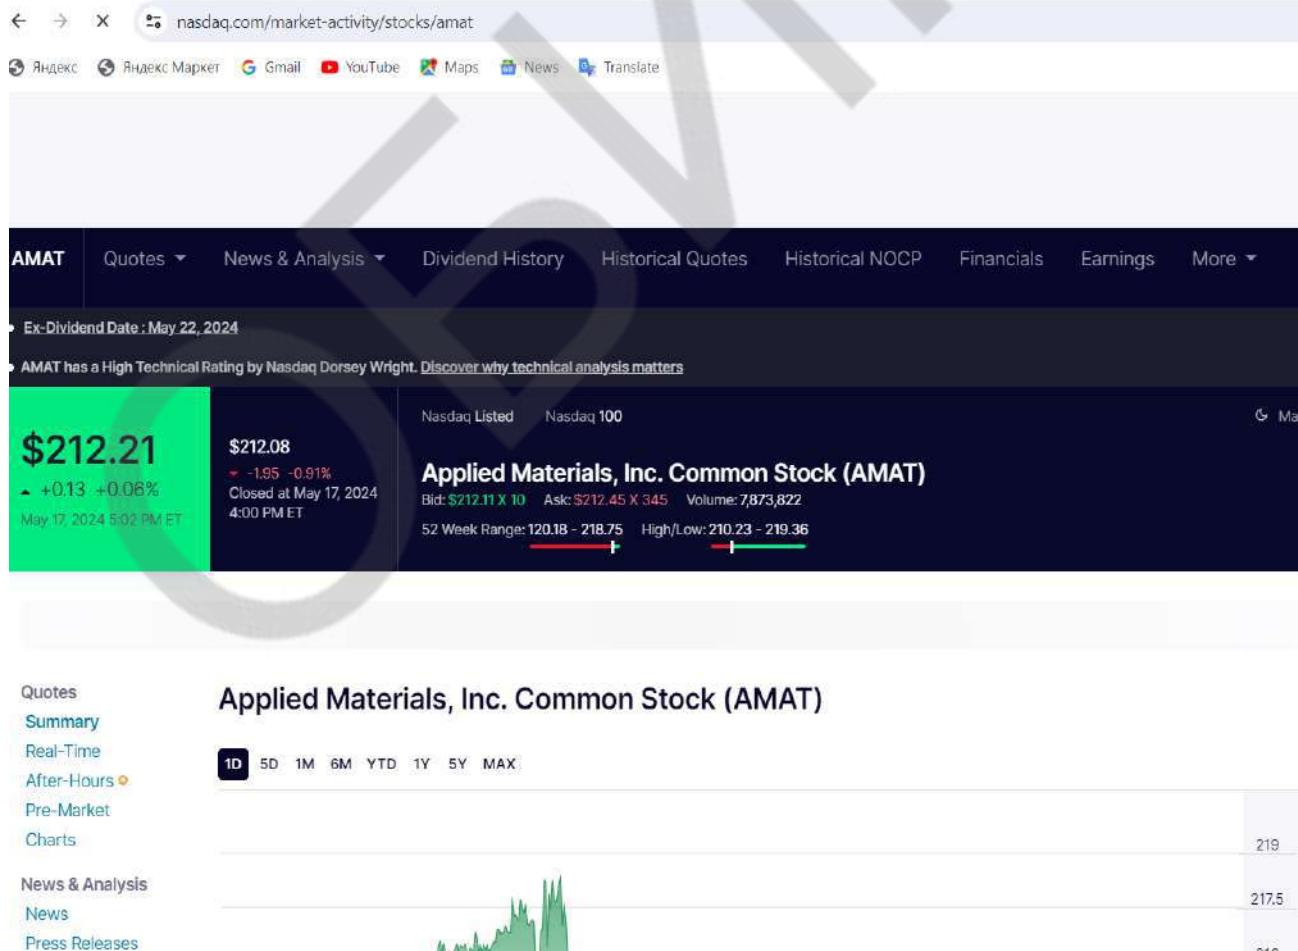 nasdaq.com/market-activity/stocks/amat
Яндекс Яндекс Маркет Gmail YouTube Maps News Translate
AMAT Quotes News & Analysis Dividend History Historical Quotes Historical NOCP Financials Earnings More
Ex-Dividend Date : May 22, 2024
AMAT has a High Technical Rating by Nasdaq Dorsey Wright. Discover why technical analysis matters
$212.21
+0.13 +0.06%
May 17, 2024 5:02 PM ET
$212.08
-1.95 -0.91%
Closed at May 17, 2024
4:00 PM ET
Nasdaq Listed Nasdaq 100
Applied Materials, Inc. Common Stock (AMAT)
Bid: $212.11 X 10 Ask: $212.45 X 345 Volume: 7,873,822
52 Week Range: 120.18 - 218.75 High/Low: 210.23 - 219.36
Quotes
Summary
Real-Time
After-Hours
Pre-Market
Charts
News & Analysis
News
Press Releases
Applied Materials, Inc. Common Stock (AMAT)
1D 5D 1M 6M YTD 1Y 5Y MAX
219
217.5